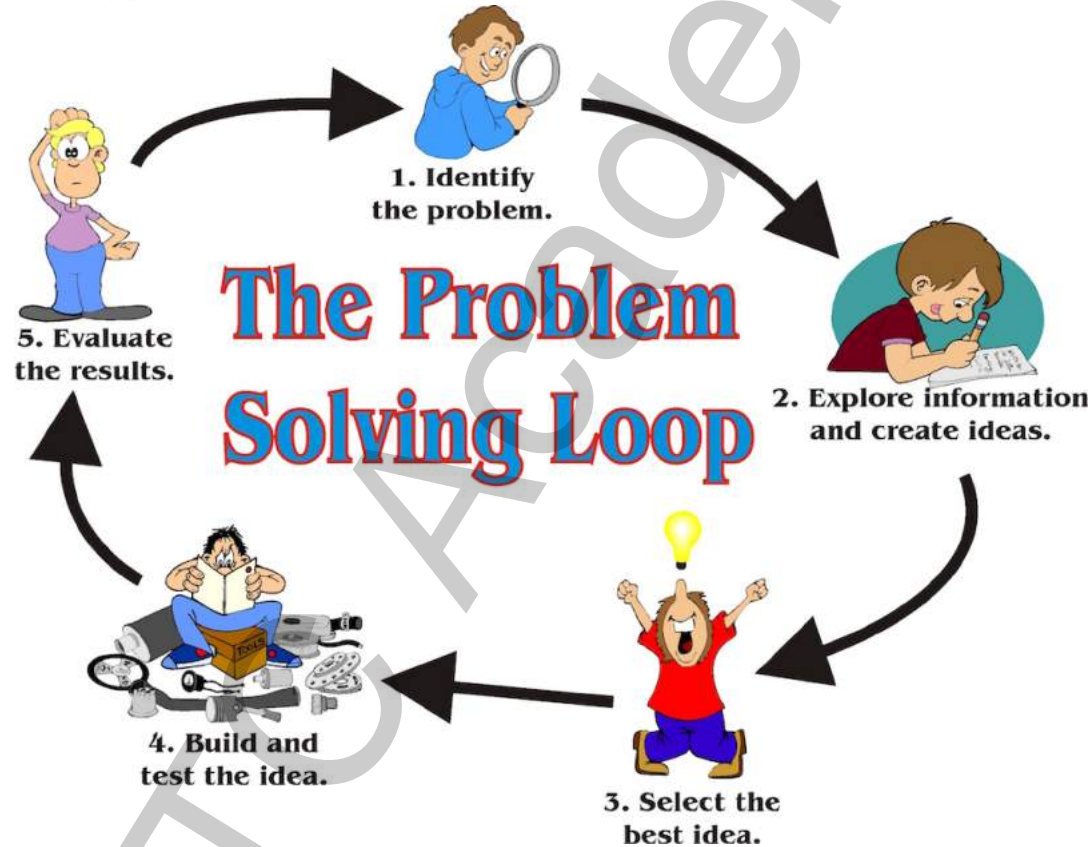 The Problem
Solving Loop
1. Identify
the problem.
2. Explore information
and create ideas.
3. Select the
best idea.
4. Build and
test the idea.
TOOLS
5. Evaluate
the results.